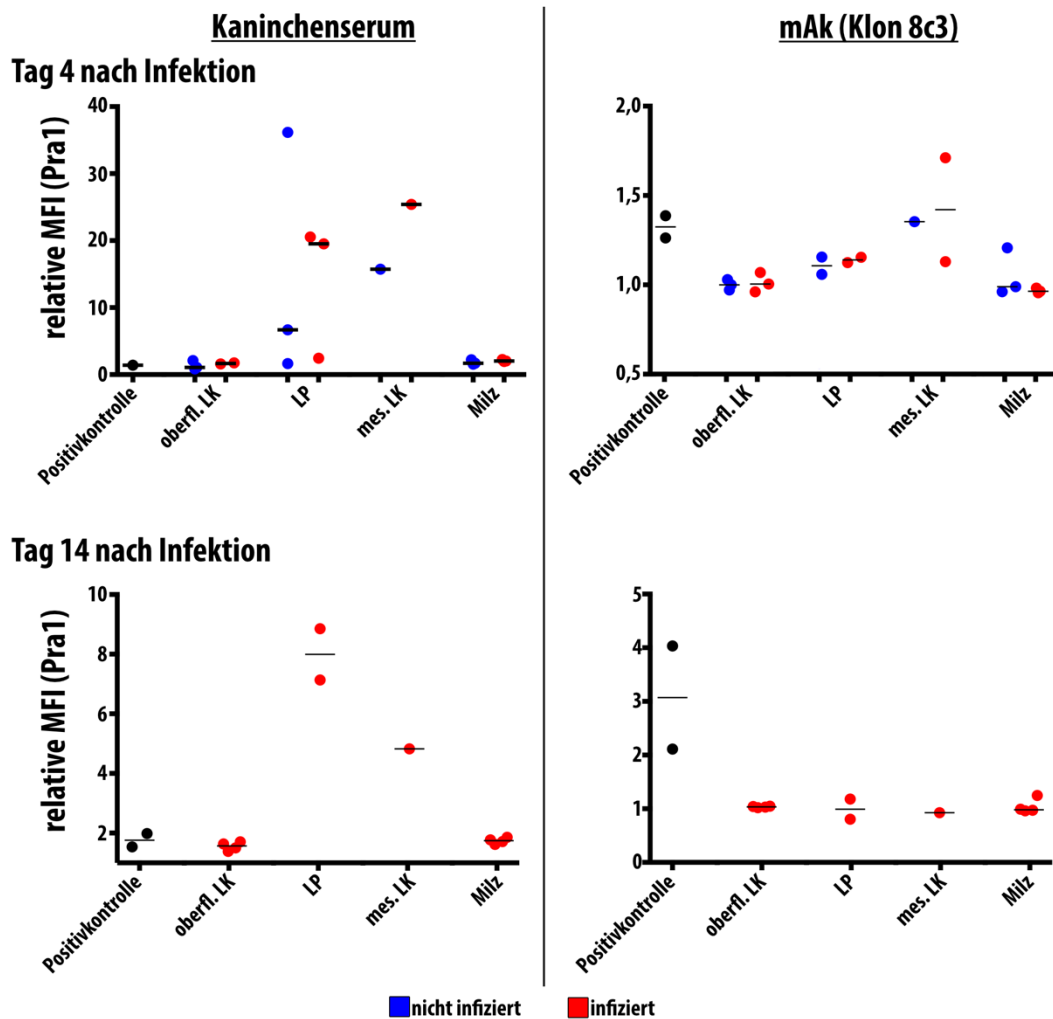 Kaninchenserum
mAk (Klon 8c3)
Tag 4 nach Infektion
relative MFI (Pra1)
40
30
20
10
0
Positivkontrolle
oberfl. LK
LP
mes. LK
Milz
2,0
1,5
1,0
0,5
Positivkontrolle
oberfl. LK
LP
mes. LK
Milz
Tag 14 nach Infektion
relative MFI (Pra1)
10
8
6
4
2
Positivkontrolle
oberfl. LK
LP
mes. LK
Milz
5
4
3
2
1
0
Positivkontrolle
oberfl. LK
LP
mes. LK
Milz
nicht infiziert
infiziert